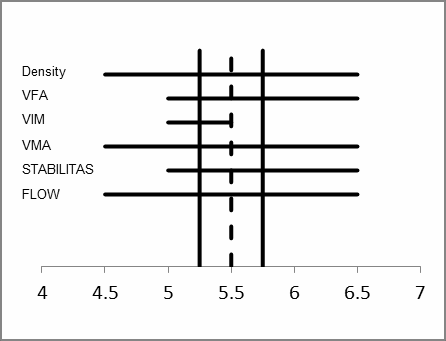 Density
VFA
VIM
VMA
STABILITAS
FLOW
4 4.5 5 5.5 6 6.5 7